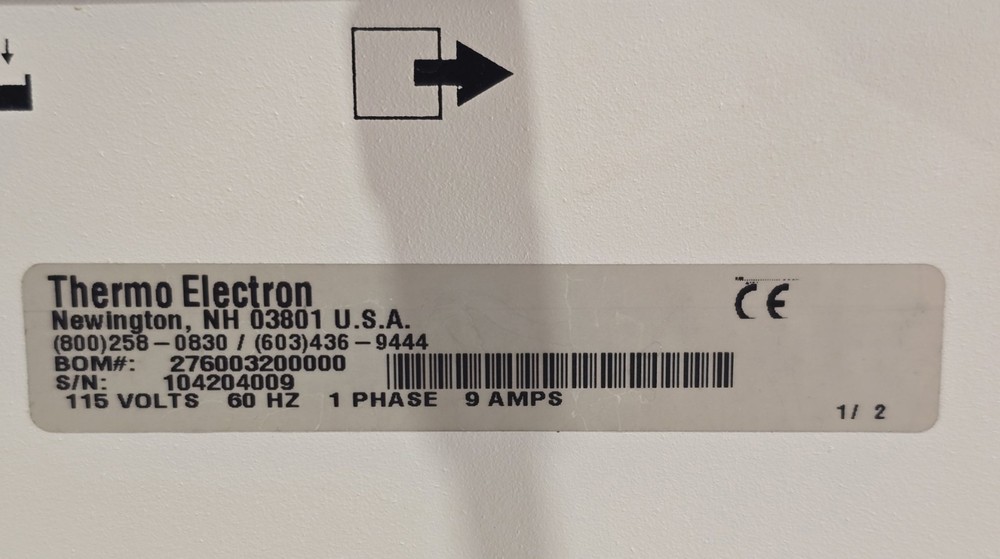 Thermo Electron
Newington, NH 03801 U.S.A.
(800)258-0830 / (603)436-9444
BOM#: 276003200000
S/N: 104204009
115 VOLTS 60 HZ 1 PHASE 9 AMPS
CE
1/ 2